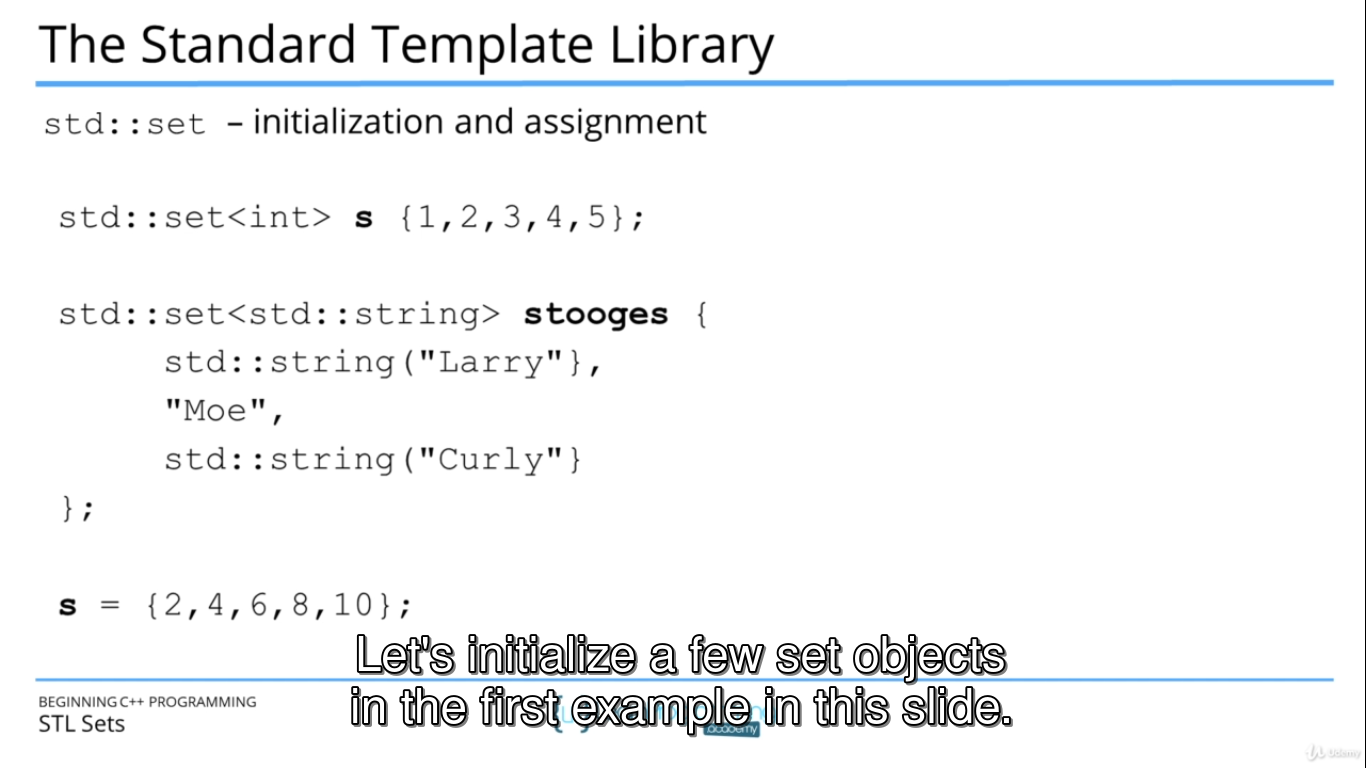 The Standard Template Library
std::set – initialization and assignment
std::set<int> s {1,2,3,4,5};
std::set<std::string> stooges {
std::string("Larry"},
"Moe",
std::string("Curly"}
};
s = {2,4,6,8,10};
Let's initialize a few set objects
in the first example in this slide.
BEGINNING C++ PROGRAMMING
STL Sets
academy
Udemy